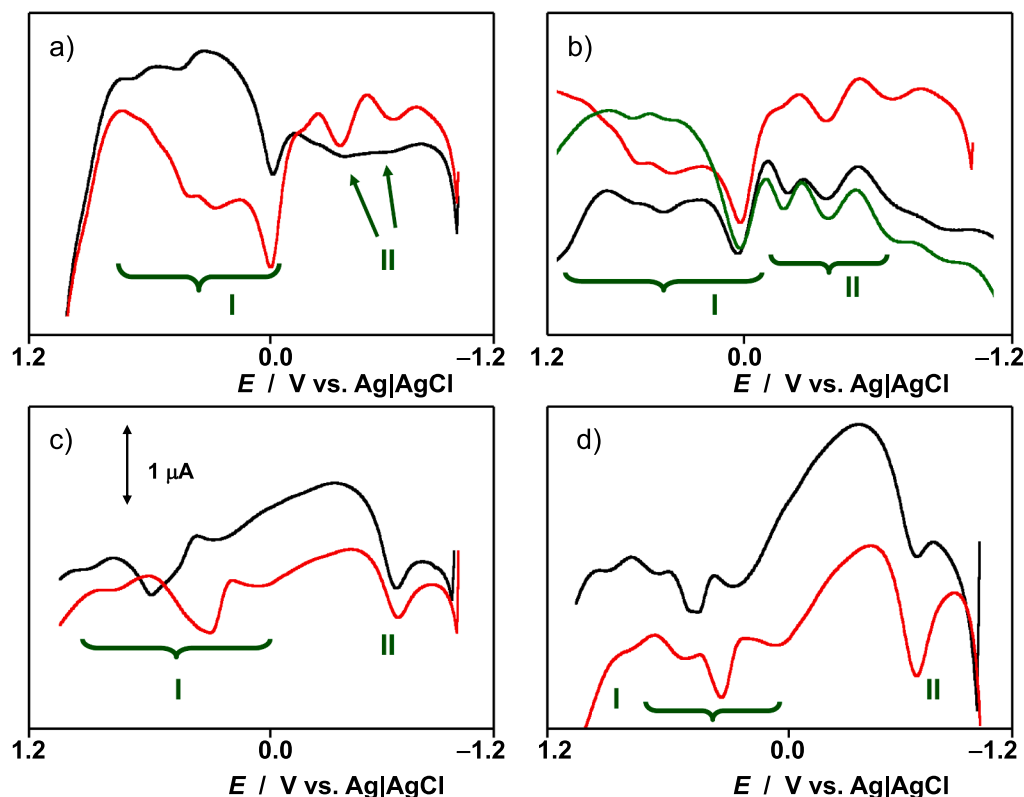 a)
II
I
1.2 0.0 –1.2
E / V vs. Ag|AgCl
b)
I
II
1.2 0.0 –1.2
E / V vs. Ag|AgCl
c)
1 μA
I
II
1.2 0.0 –1.2
E / V vs. Ag|AgCl
d)
I
II
1.2 0.0 –1.2
E / V vs. Ag|AgCl